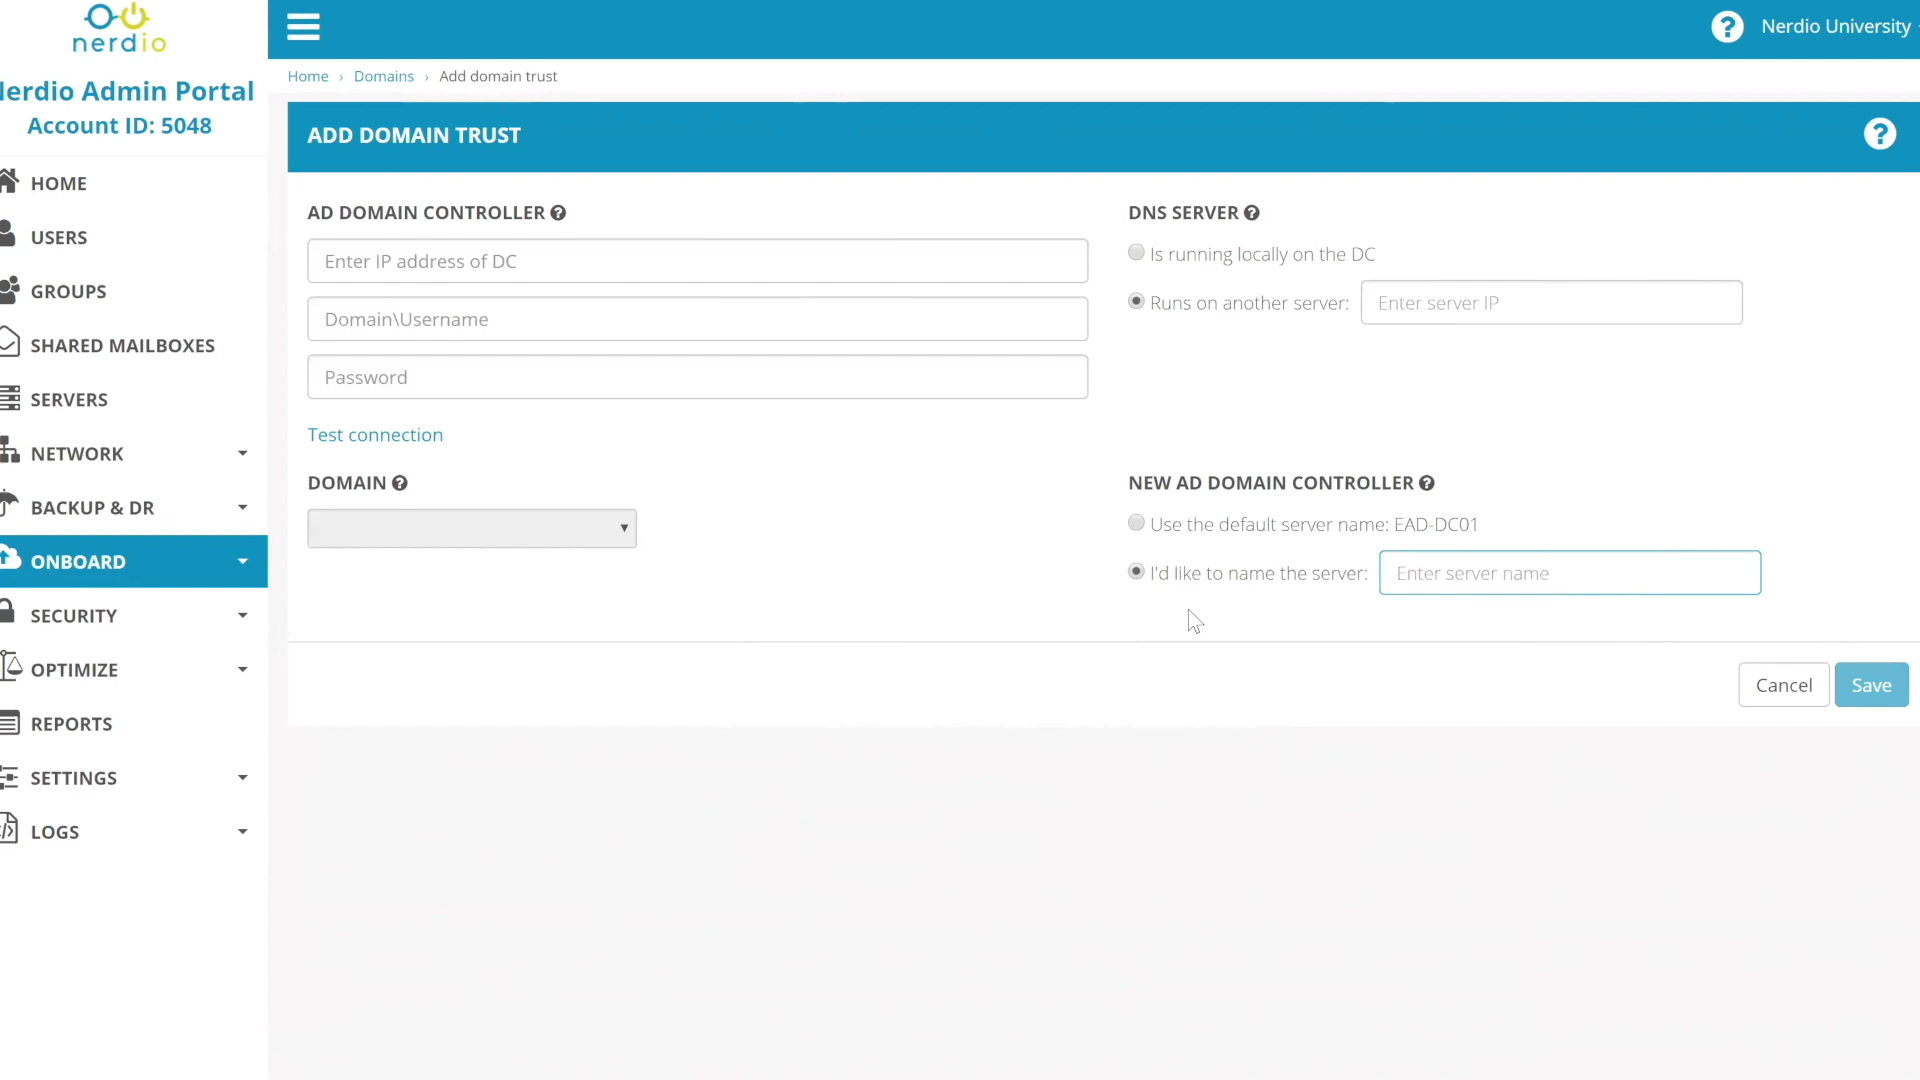 nerdio
Nerdio University
Home › Domains › Add domain trust
erdio Admin Portal
Account ID: 5048
HOME
USERS
GROUPS
SHARED MAILBOXES
SERVERS
NETWORK
BACKUP & DR
ONBOARD
SECURITY
OPTIMIZE
REPORTS
SETTINGS
LOGS
ADD DOMAIN TRUST
AD DOMAIN CONTROLLER
Enter IP address of DC
Domain\Username
Password
Test connection
DOMAIN
DNS SERVER
Is running locally on the DC
Runs on another server: Enter server IP
NEW AD DOMAIN CONTROLLER
Use the default server name: EAD-DC01
I'd like to name the server: Enter server name
Cancel Save